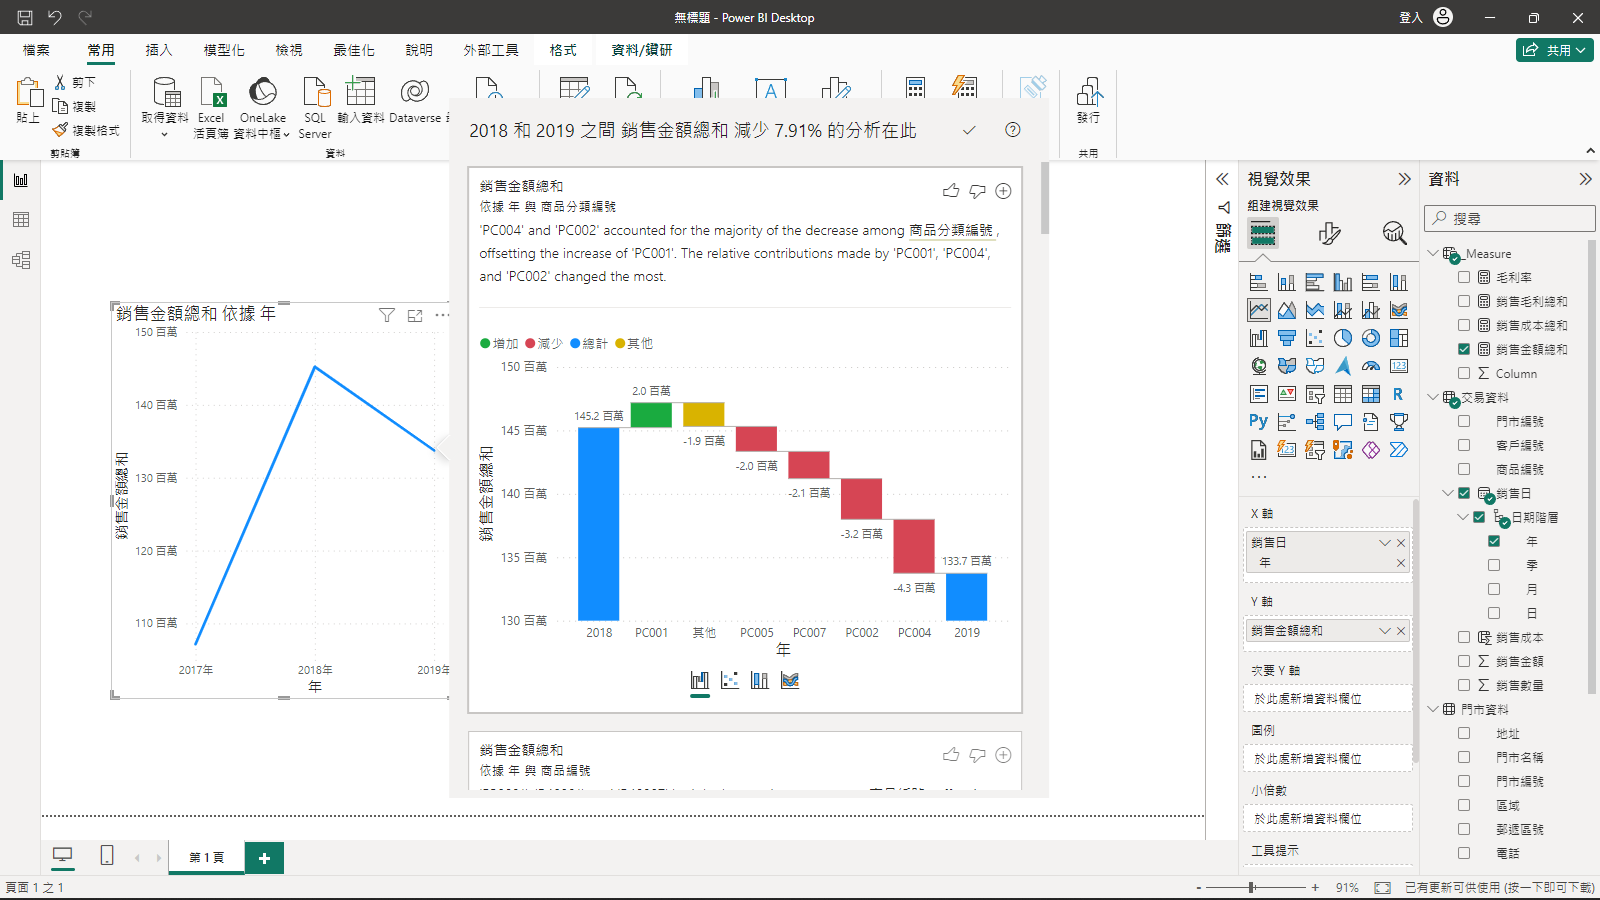 無標題 - Power BI Desktop
登入
檔案 常用 插入 模型化 檢視 最佳化 說明 外部工具 格式 資料/鑽研
共用
貼上
剪下
複製
複製格式
剪貼簿
取得資料
Excel
活頁簿
OneLake
資料中樞
SQL
Server
輸入資料
Dataverse
資料
發行
共用
2018 和 2019 之間 銷售金額總和 減少 7.91% 的分析在此
銷售金額總和
依據 年 與 商品分類編號
'PC004' and 'PC002' accounted for the majority of the decrease among 商品分類編號 ,
offsetting the increase of 'PC001'. The relative contributions made by 'PC001', 'PC004',
and 'PC002' changed the most.
增加 減少 總計 其他
150 百萬
145 百萬
140 百萬
135 百萬
130 百萬
銷售金額總和
145.2 百萬
2.0 百萬
-1.9 百萬
-2.0 百萬
-2.1 百萬
-3.2 百萬
-4.3 百萬
133.7 百萬
2018 PC001 其他 PC005 PC007 PC002 PC004 2019
年
銷售金額總和
依據 年 與 商品編號
銷售金額總和 依據 年
150 百萬
140 百萬
130 百萬
120 百萬
110 百萬
銷售金額總和
2017年 2018年 2019年
年
篩選
視覺效果
組建視覺效果
R
Py
123
X 軸
銷售日
年
Y 軸
銷售金額總和
次要 Y 軸
於此處新增資料欄位
圖例
於此處新增資料欄位
小倍數
於此處新增資料欄位
工具提示
資料
搜尋
_Measure
毛利率
銷售毛利總和
銷售成本總和
銷售金額總和
Column
交易資料
門市編號
客戶編號
商品編號
銷售日
日期階層
年
季
月
日
銷售成本
銷售金額
銷售數量
門市資料
地址
門市名稱
門市編號
區域
郵遞區號
電話
第 1 頁
頁面 1 之 1
- + 91%
已有更新可供使用 (按一下即可下載)